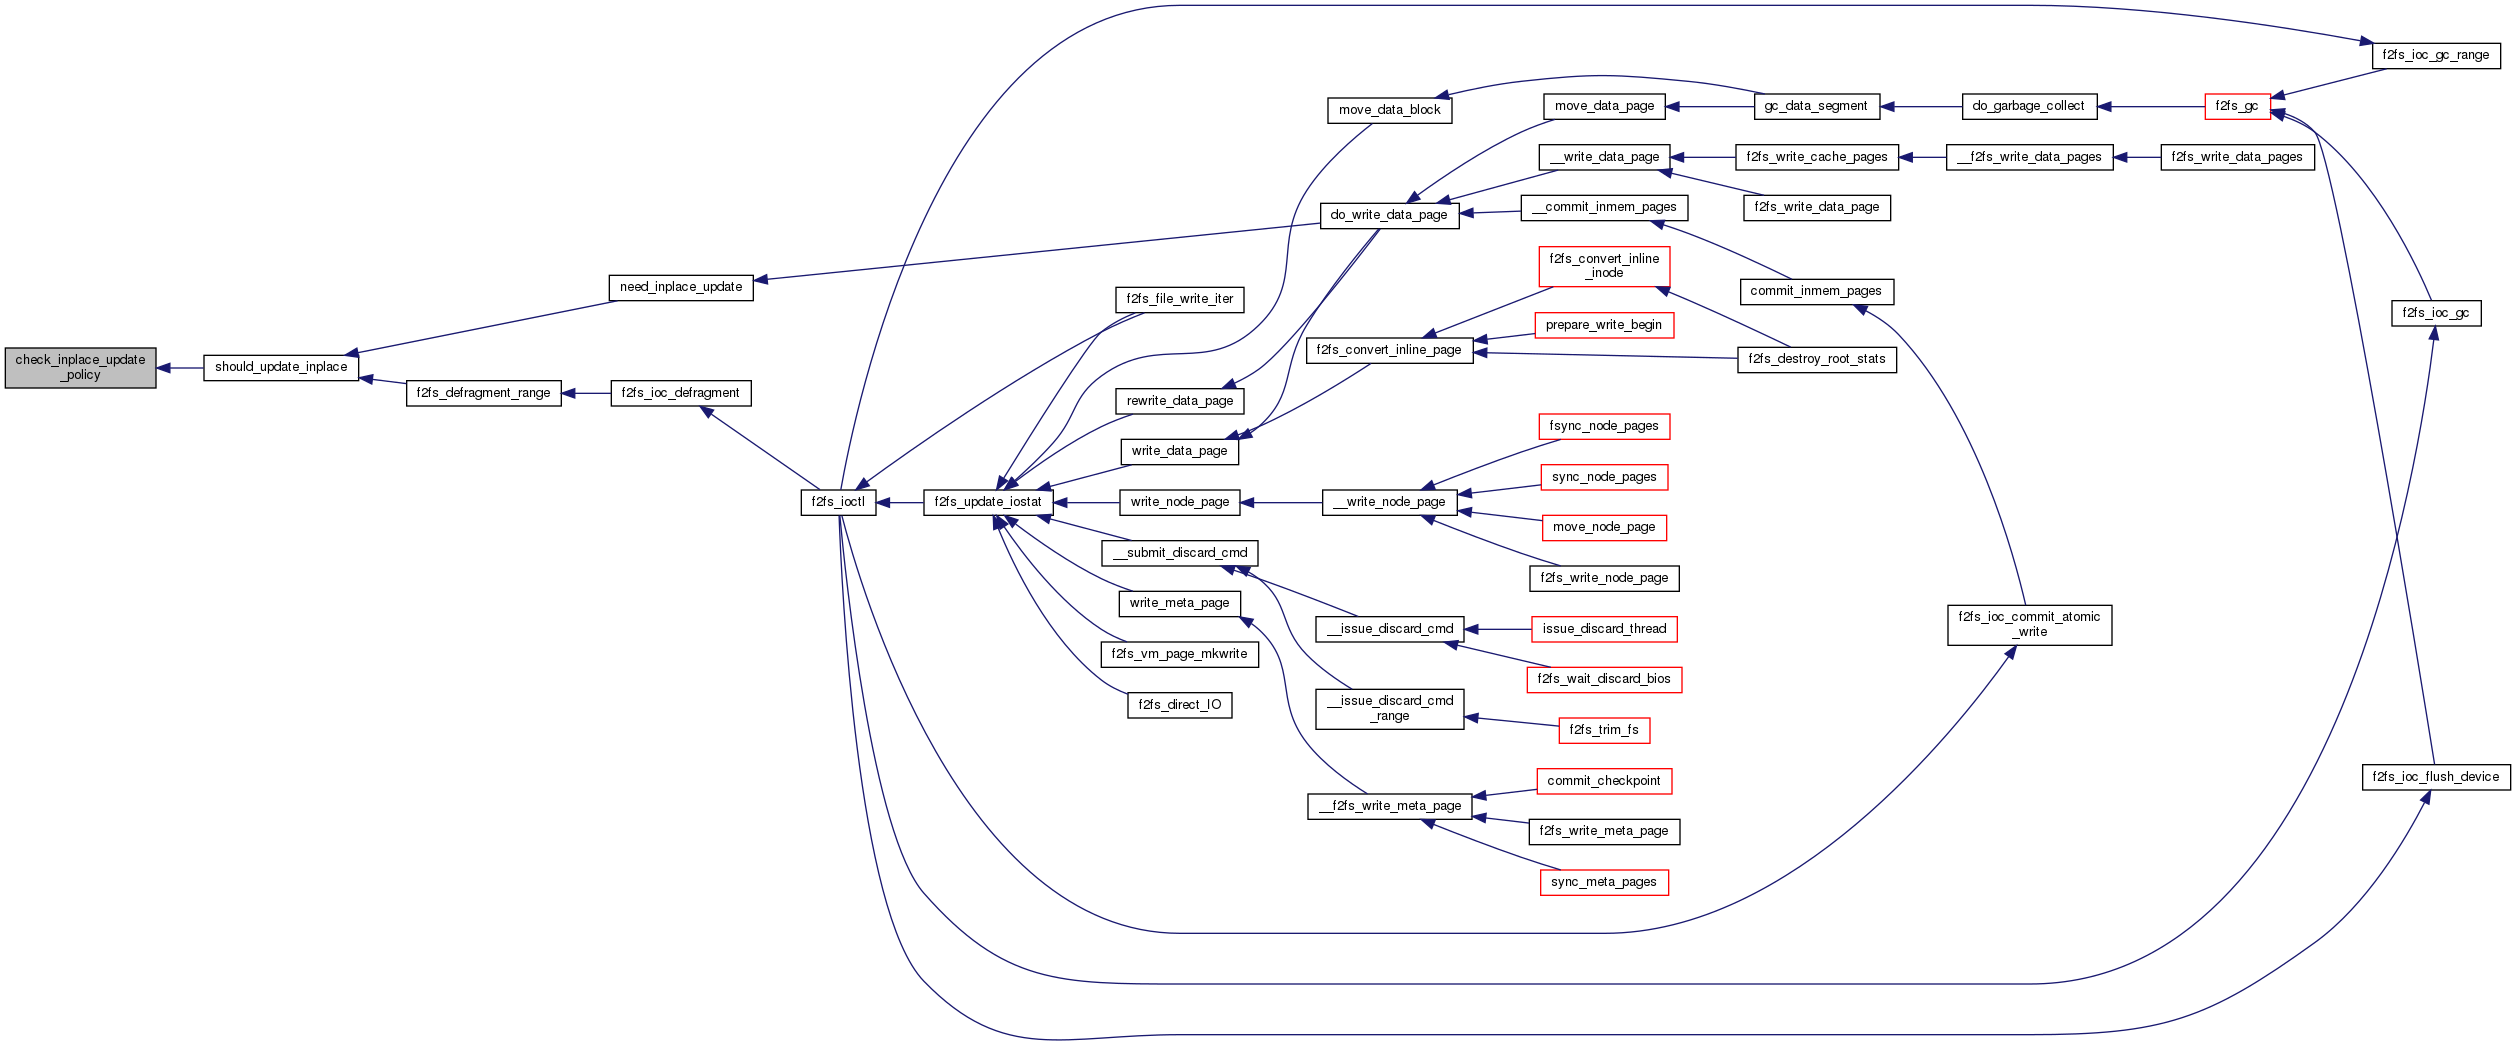 f2fs_ioc_gc_range
move_data_block
move_data_page
gc_data_segment
do_garbage_collect
f2fs_gc
__write_data_page
f2fs_write_cache_pages
__f2fs_write_data_pages
f2fs_write_data_pages
do_write_data_page
__commit_inmem_pages
f2fs_write_data_page
need_inplace_update
f2fs_file_write_iter
f2fs_convert_inline
_inode
commit_inmem_pages
f2fs_ioc_gc
prepare_write_begin
check_inplace_update
_policy
should_update_inplace
f2fs_convert_inline_page
f2fs_destroy_root_stats
f2fs_defragment_range
f2fs_ioc_defragment
rewrite_data_page
write_data_page
fsync_node_pages
sync_node_pages
f2fs_ioctl
f2fs_update_iostat
write_node_page
__write_node_page
move_node_page
__submit_discard_cmd
f2fs_write_node_page
write_meta_page
__issue_discard_cmd
issue_discard_thread
f2fs_ioc_commit_atomic
_write
f2fs_vm_page_mkwrite
f2fs_wait_discard_bios
f2fs_direct_IO
__issue_discard_cmd
_range
f2fs_trim_fs
commit_checkpoint
f2fs_ioc_flush_device
__f2fs_write_meta_page
f2fs_write_meta_page
sync_meta_pages